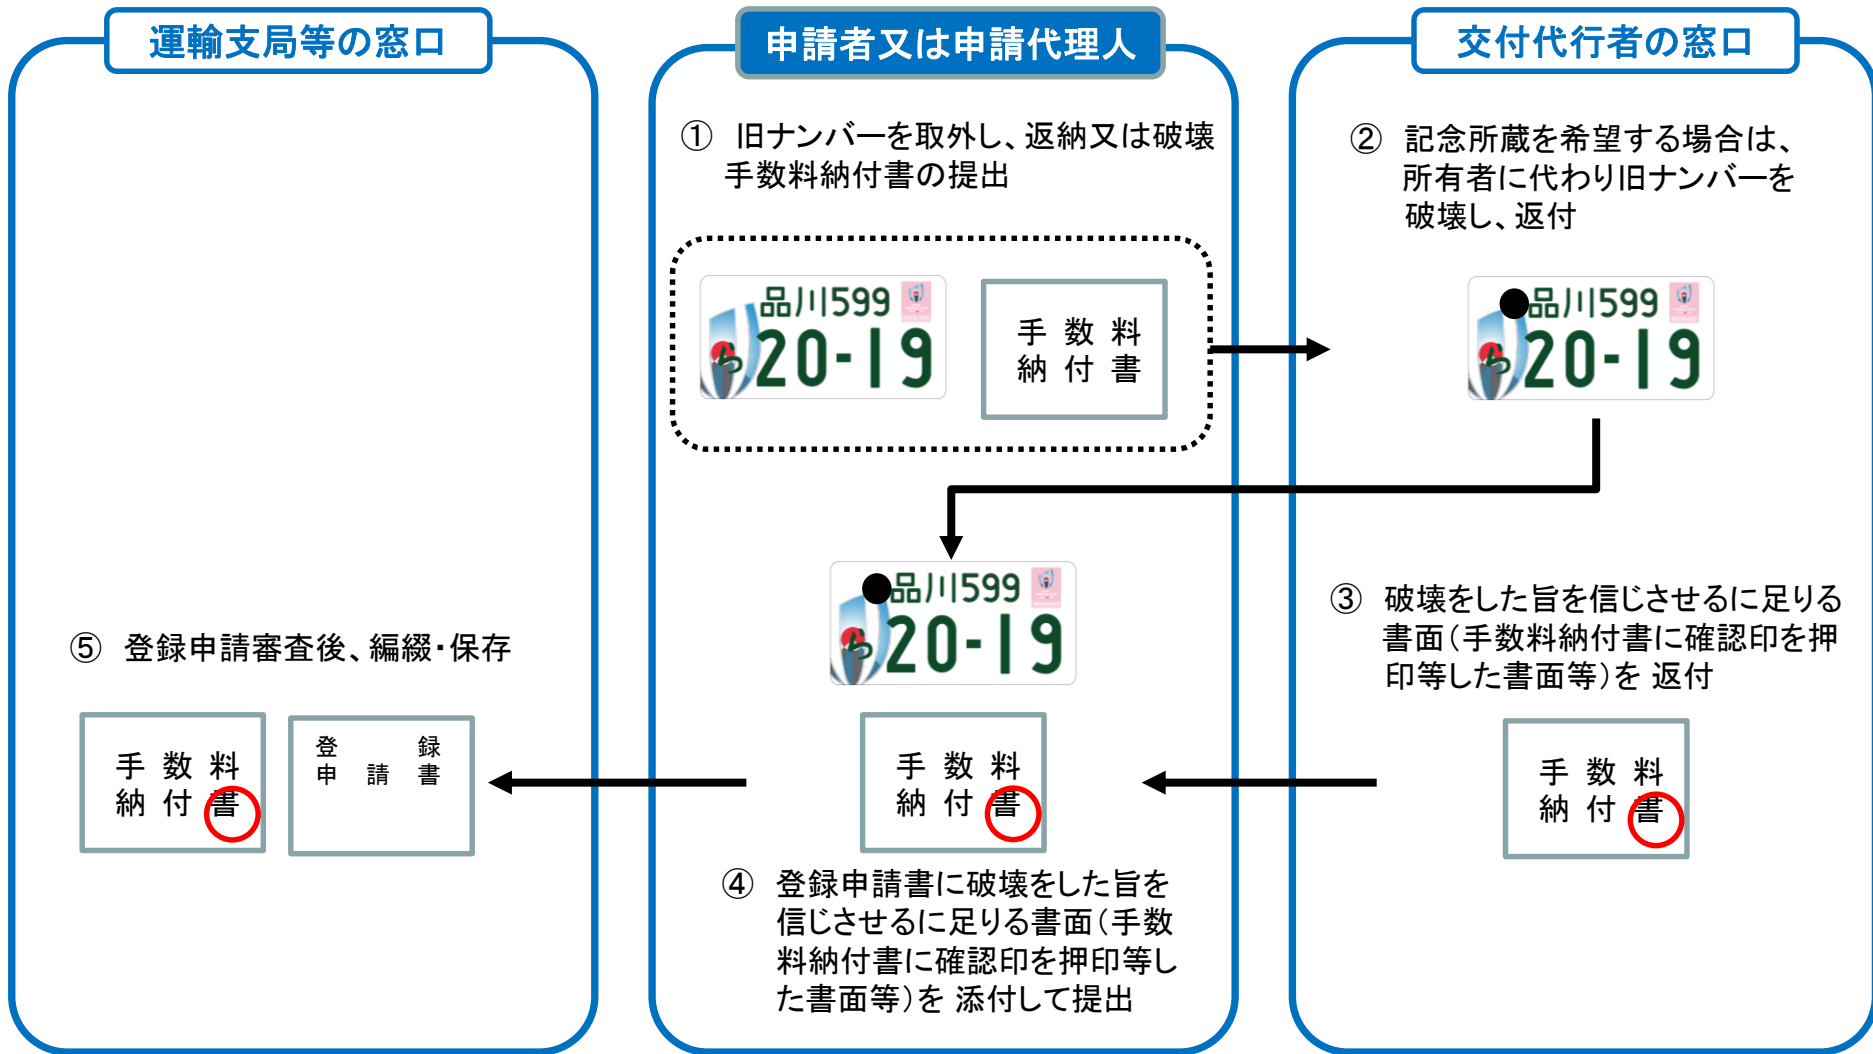 運輸支局等の窓口
申請者又は申請代理人
交付代行者の窓口
① 旧ナンバーを取外し、返納又は破壊
手数料納付書の提出
品川599
ら 20-19
手数料
納付書
② 記念所蔵を希望する場合は、
所有者に代わり旧ナンバーを
破壊し、返付
品川599
ら 20-19
品川599
ら 20-19
③ 破壊をした旨を信じさせるに足りる
書面(手数料納付書に確認印を押
印等した書面等)を 返付
手数料
納付書
手数料
納付書
④ 登録申請書に破壊をした旨を
信じさせるに足りる書面(手数
料納付書に確認印を押印等し
た書面等)を 添付して提出
⑤ 登録申請審査後、編綴・保存
手数料
納付書
登録
申請書